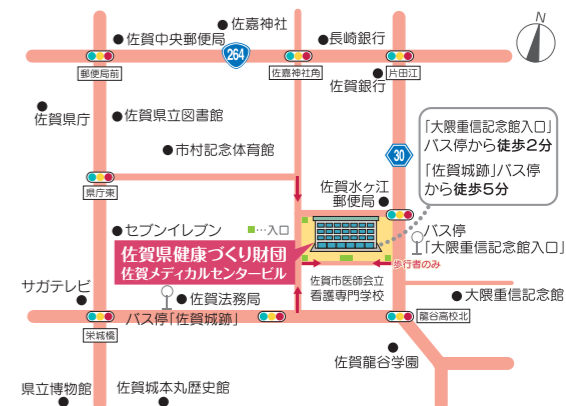 佐嘉神社
N
佐賀中央郵便局
264
長崎銀行
郵便局前
佐嘉神社角
片田江
佐賀銀行
佐賀県庁
佐賀県立図書館
「大隈重信記念館入口」
バス停から徒歩2分
「佐賀城跡」バス停
から徒歩5分
市村記念体育館
30
県庁東
佐賀水ヶ江
郵便局
セブンイレブン
…入口
バス停
「大隈重信記念館入口」
佐賀県健康づくり財団
佐賀メディカルセンタービル
歩行者のみ
サガテレビ
佐賀市医師会立
看護専門学校
佐賀法務局
大隈重信記念館
バス停「佐賀城跡」
龍谷高校北
栄城橋
佐賀龍谷学園
県立博物館
佐賀城本丸歴史館